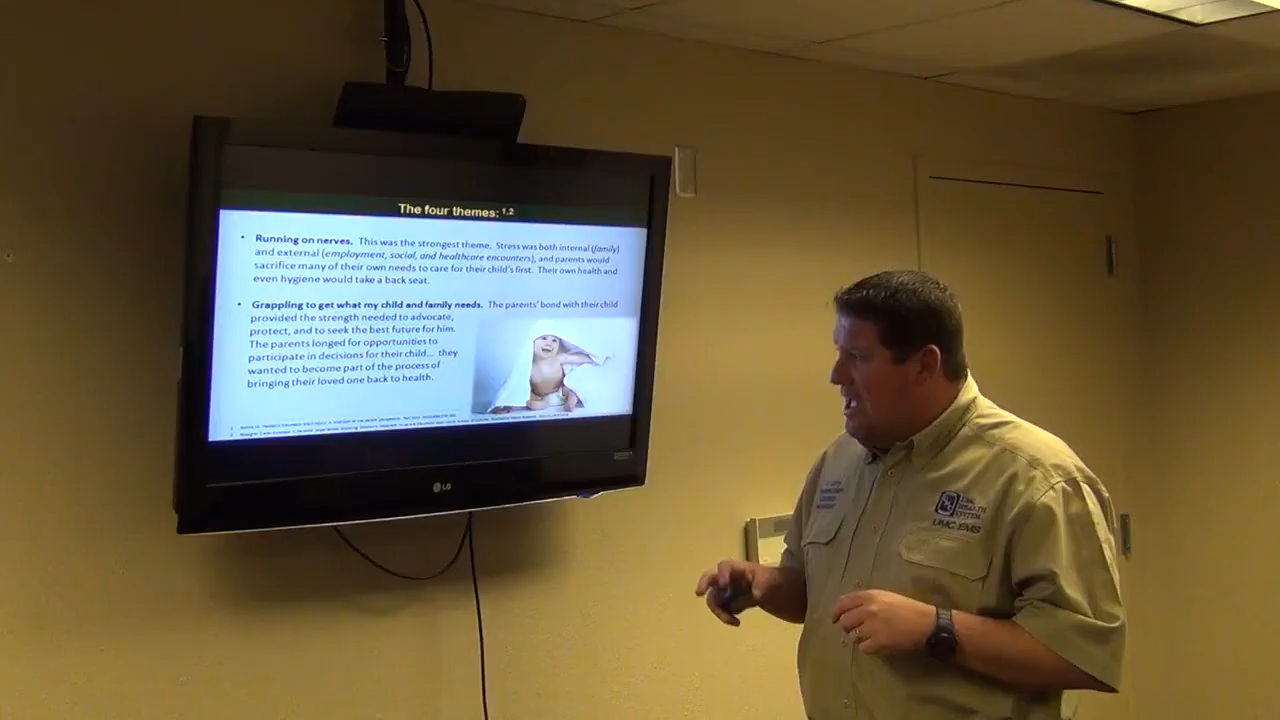 The four themes: 1,2
• Running on nerves. This was the strongest theme. Stress was both internal (family)
and external (employment, social, and healthcare encounters), and parents would
sacrifice many of their own needs to care for their child's first. Their own health and
even hygiene would take a back seat.
• Grappling to get what my child and family needs. The parents' bond with their child
provided the strength needed to advocate,
protect, and to seek the best future for him.
The parents longed for opportunities to
participate in decisions for their child... they
wanted to become part of the process of
bringing their loved one back to health.
LG
UMC
HEALTH
SYSTEM
UMC EMS